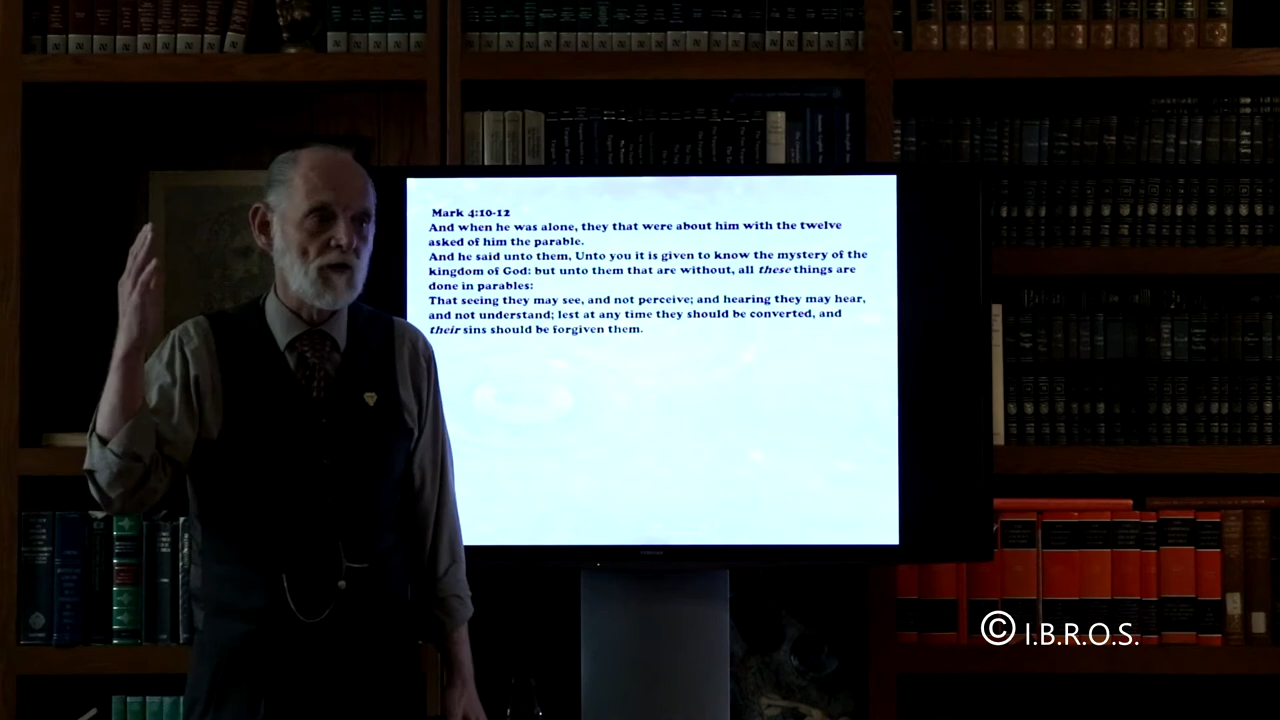 Mark 4:10-12
And when he was alone, they that were about him with the twelve
asked of him the parable.
And he said unto them, Unto you it is given to know the mystery of the
kingdom of God: but unto them that are without, all these things are
done in parables:
That seeing they may see, and not perceive; and hearing they may hear,
and not understand; lest at any time they should be converted, and
their sins should be forgiven them.
© I.B.R.O.S.